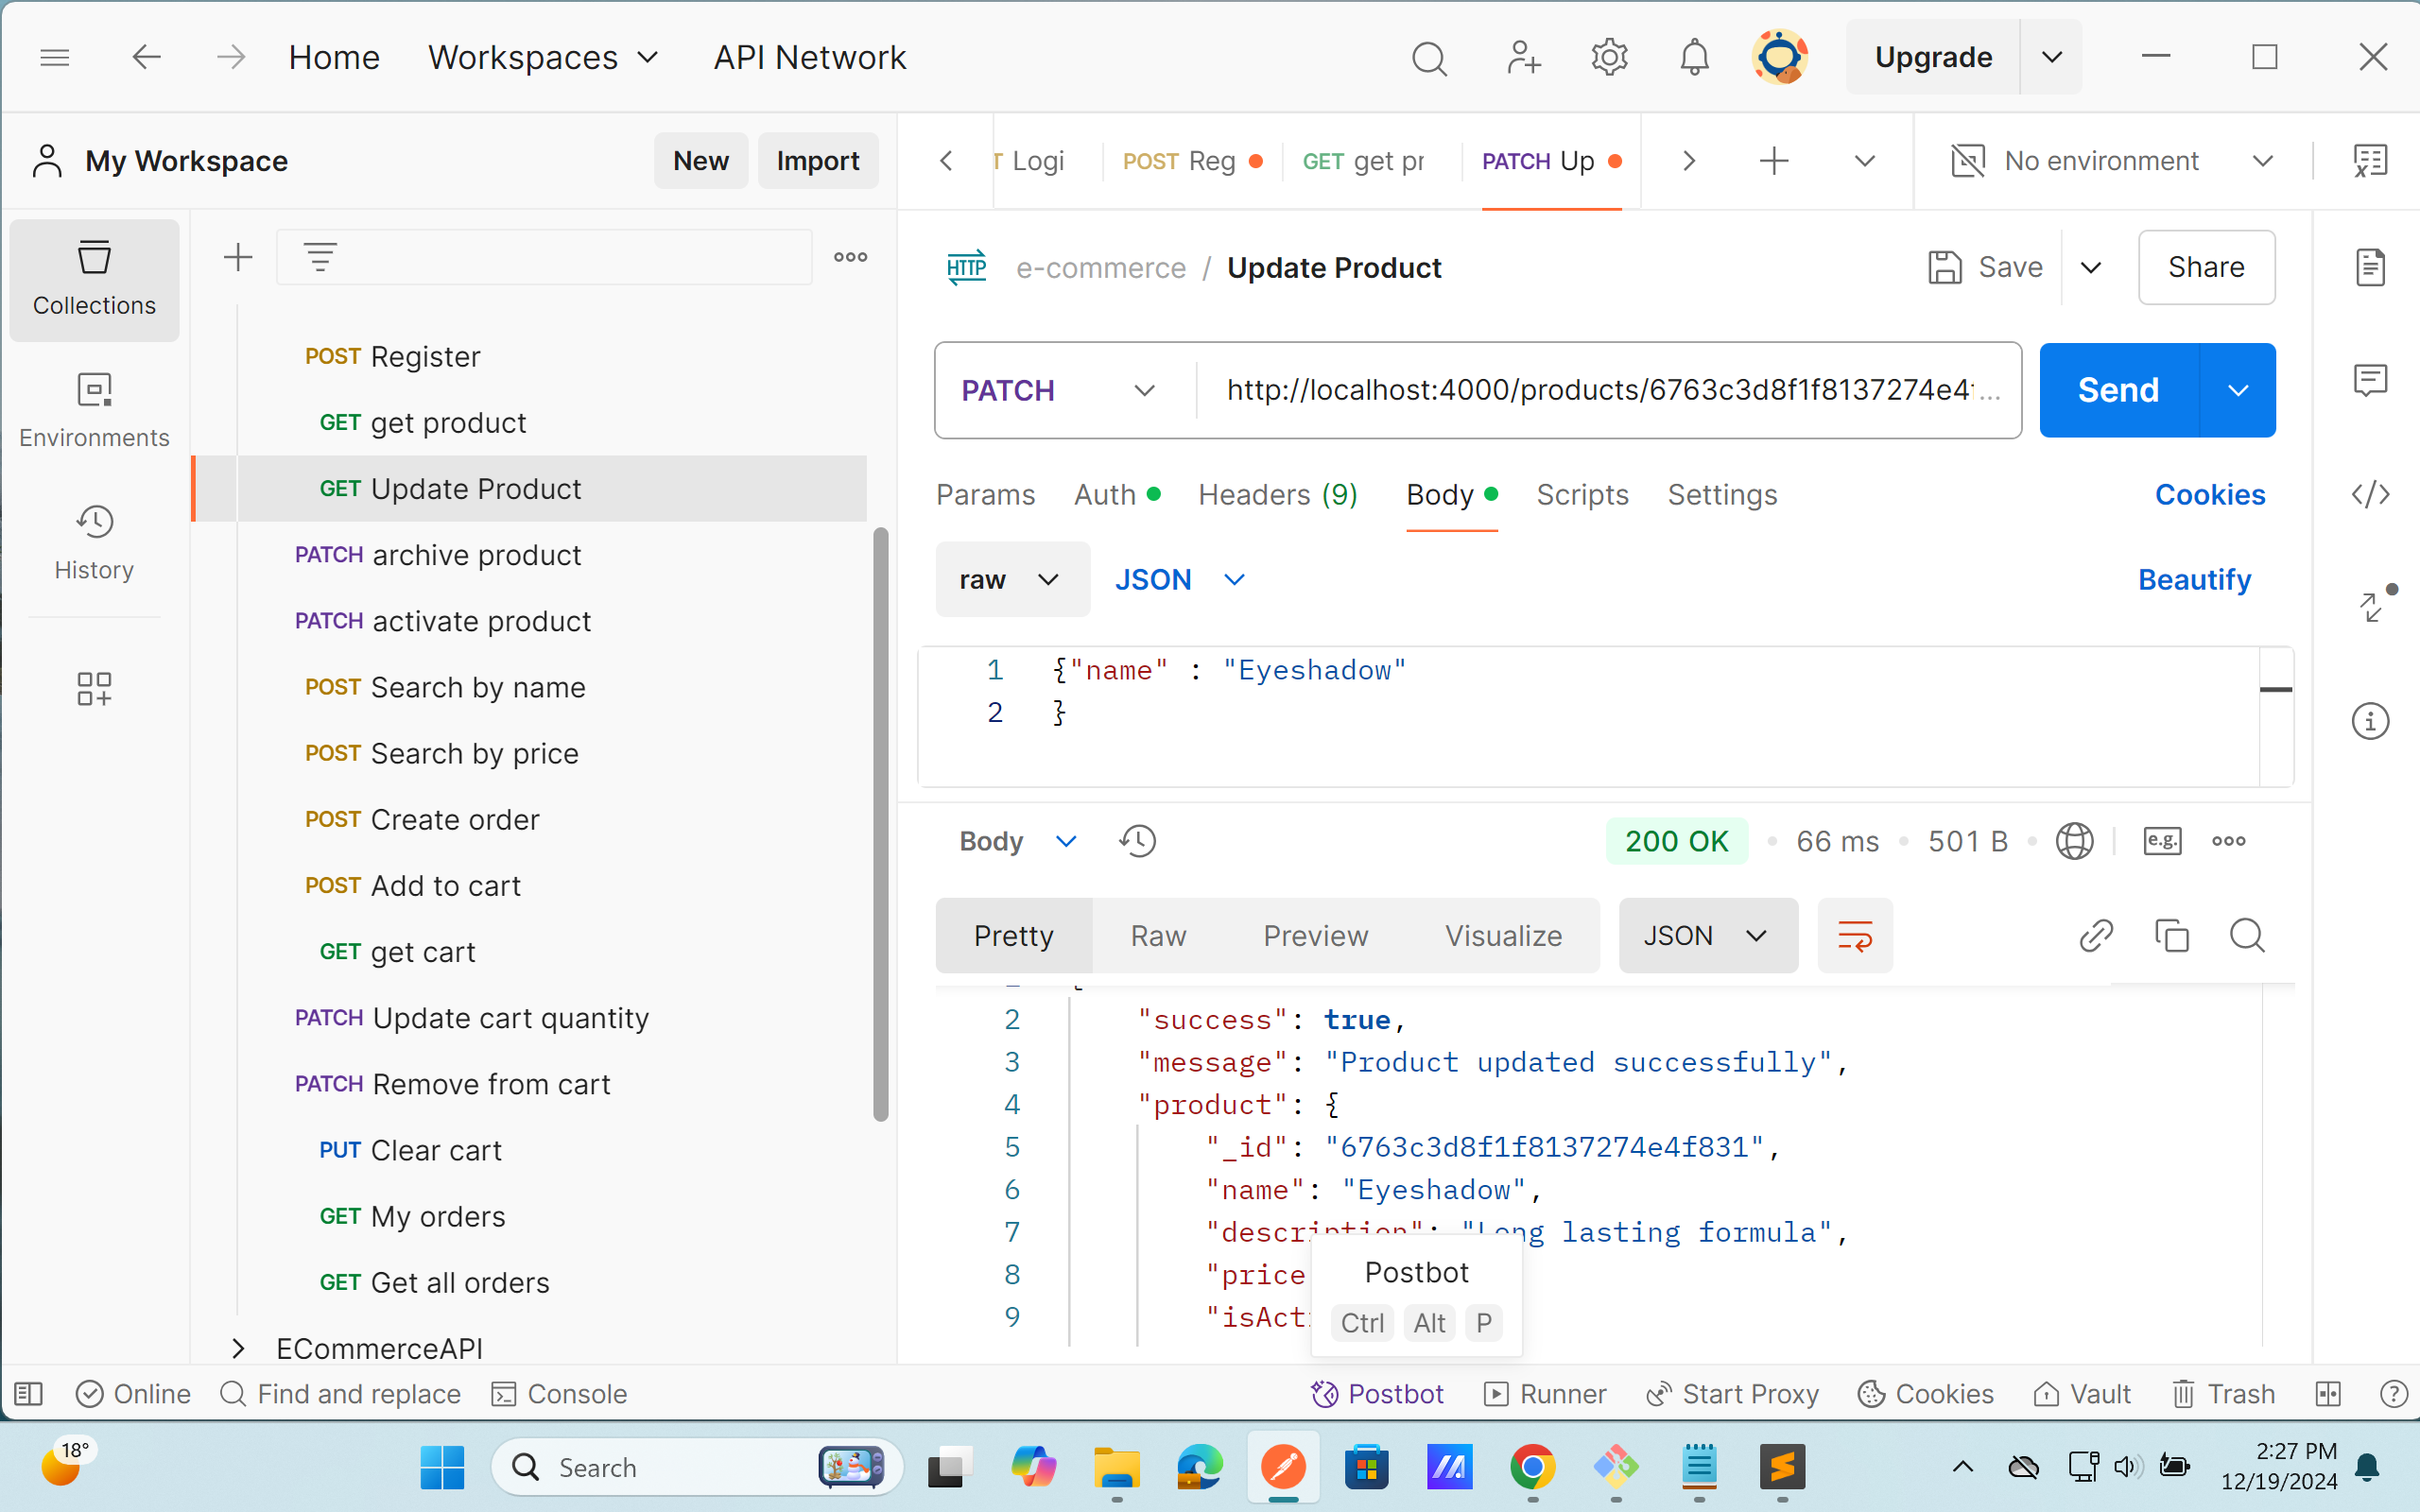 Home Workspaces API Network Upgrade
My Workspace New Import Logi POST Reg GET get pr PATCH Up No environment
Collections
HTTP e-commerce / Update Product Save Share
POST Register
PATCH http://localhost:4000/products/6763c3d8f1f8137274e4f... Send
GET get product
Environments
GET Update Product
Params Auth Headers (9) Body Scripts Settings Cookies
PATCH archive product
History
raw JSON Beautify
PATCH activate product
1 {"name" : "Eyeshadow"
2 }
POST Search by name
POST Search by price
POST Create order
Body 200 OK 66 ms 501 B e.g.
POST Add to cart
Pretty Raw Preview Visualize JSON
GET get cart
PATCH Update cart quantity
2 "success": true,
3 "message": "Product updated successfully",
PATCH Remove from cart
4 "product": {
PUT Clear cart
5 "_id": "6763c3d8f1f8137274e4f831",
6 "name": "Eyeshadow",
GET My orders
7 "description": "Long lasting formula",
GET Get all orders
8 "price
Postbot
9 "isActi
Ctrl Alt P
ECommerceAPI
Online Find and replace Console Postbot Runner Start Proxy Cookies Vault Trash
18°
Search
2:27 PM
12/19/2024